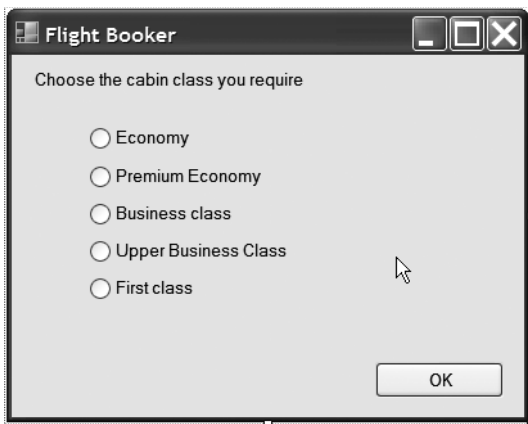 Flight Booker
Choose the cabin class you require
Economy
Premium Economy
Business class
Upper Business Class
First class
OK